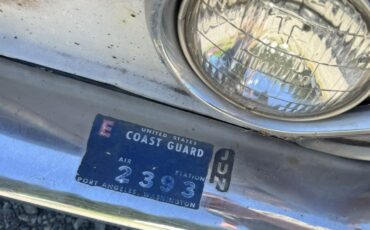 E
UNITED STATES
COAST GUARD
AIR STATION
2393
PORT ANGELES, WASHINGTON
JUN